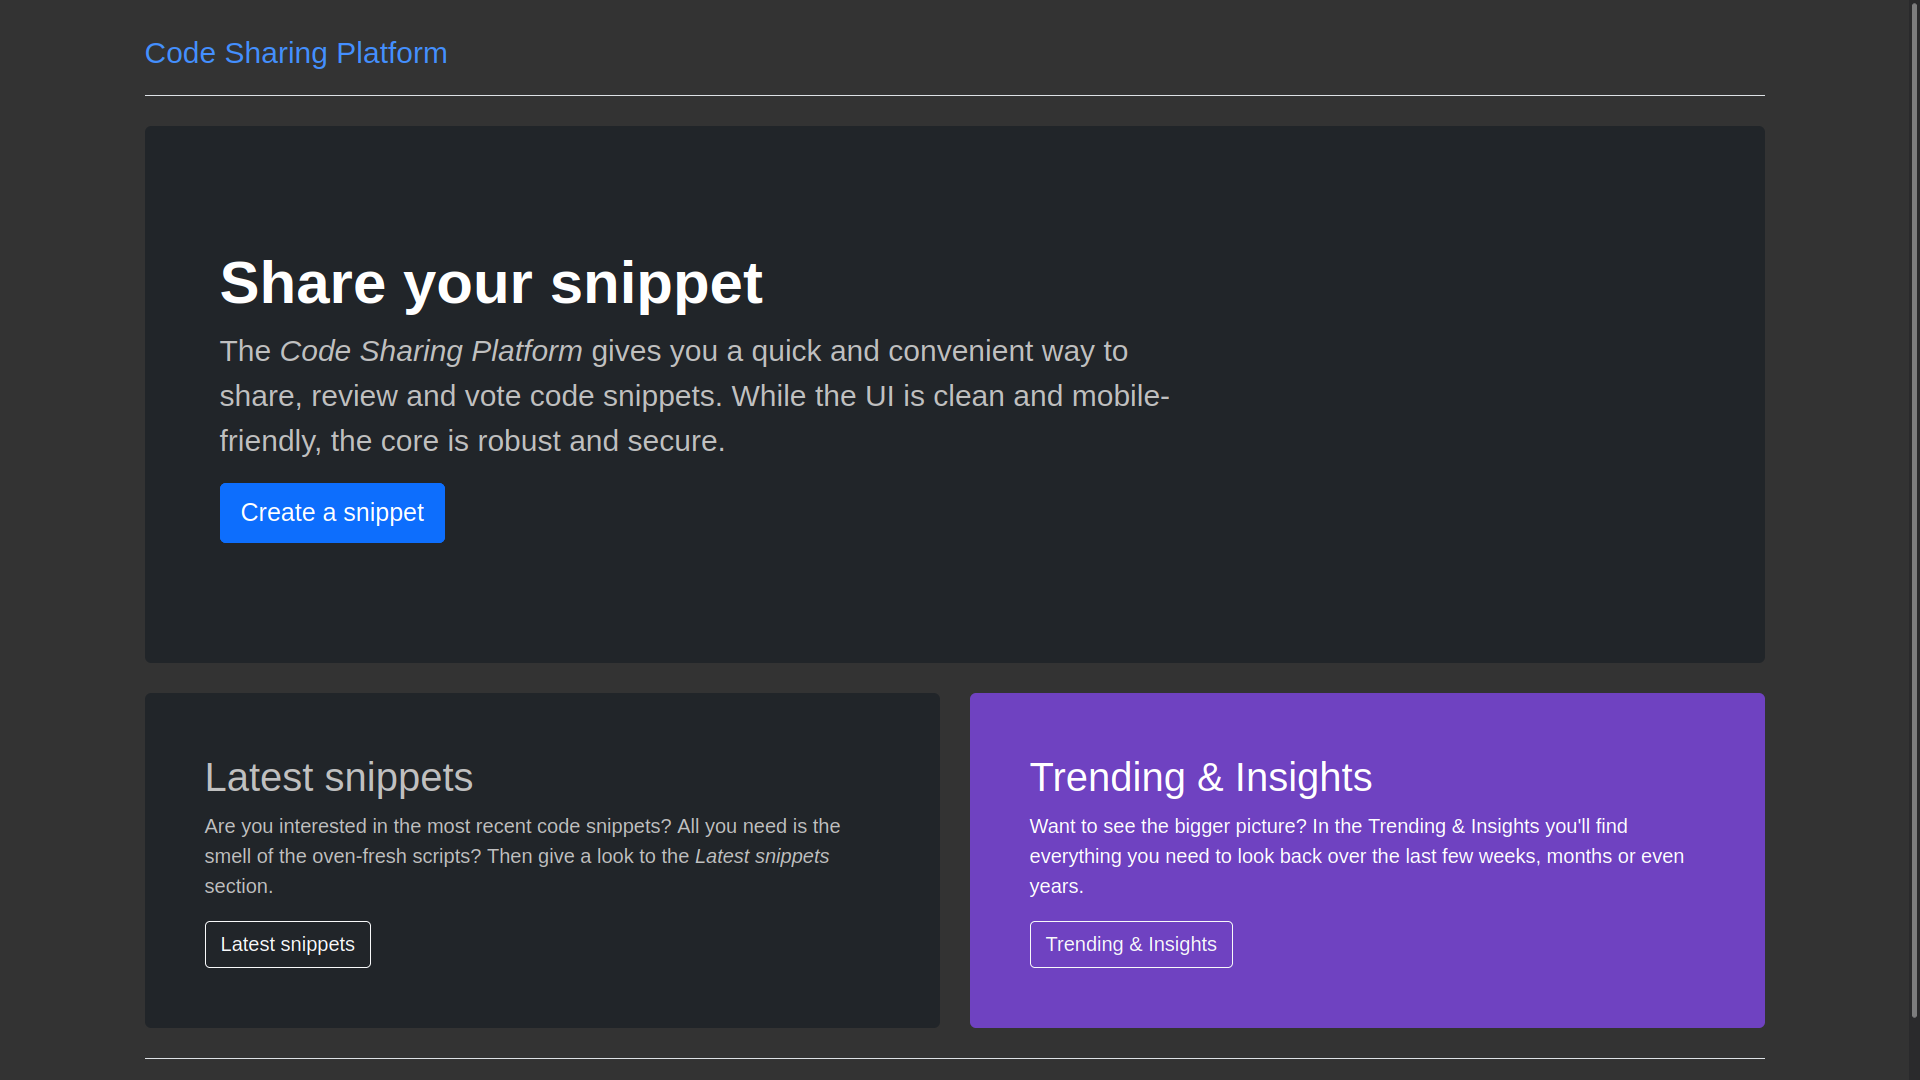 Code Sharing Platform
Share your snippet
The Code Sharing Platform gives you a quick and convenient way to
share, review and vote code snippets. While the UI is clean and mobile-
friendly, the core is robust and secure.
Create a snippet
Latest snippets
Are you interested in the most recent code snippets? All you need is the
smell of the oven-fresh scripts? Then give a look to the Latest snippets
section.
Latest snippets
Trending & Insights
Want to see the bigger picture? In the Trending & Insights you'll find
everything you need to look back over the last few weeks, months or even
years.
Trending & Insights